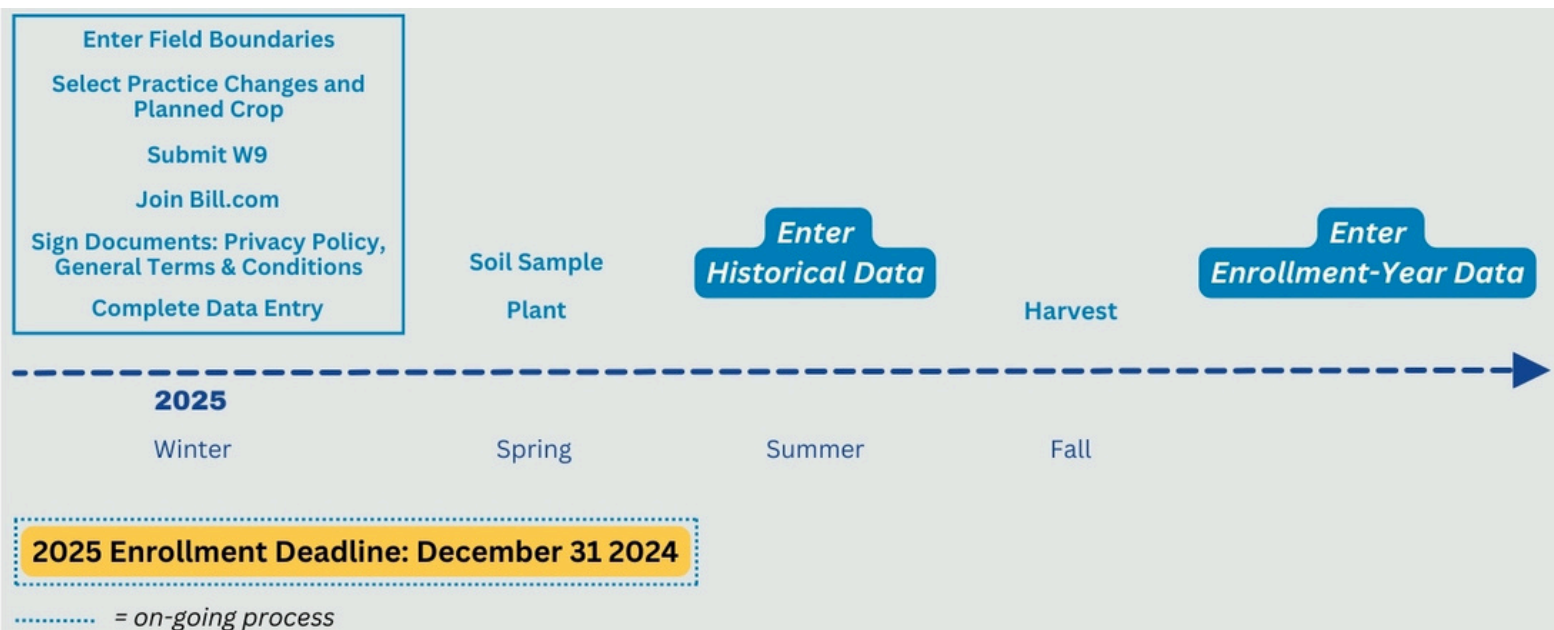 Enter Field Boundaries
Select Practice Changes and
Planned Crop
Submit W9
Join Bill.com
Sign Documents: Privacy Policy,
General Terms & Conditions
Complete Data Entry
Soil Sample
Plant
Enter
Historical Data
Harvest
Enter
Enrollment-Year Data
2025
Winter
Spring
Summer
Fall
2025 Enrollment Deadline: December 31 2024
= on-going process